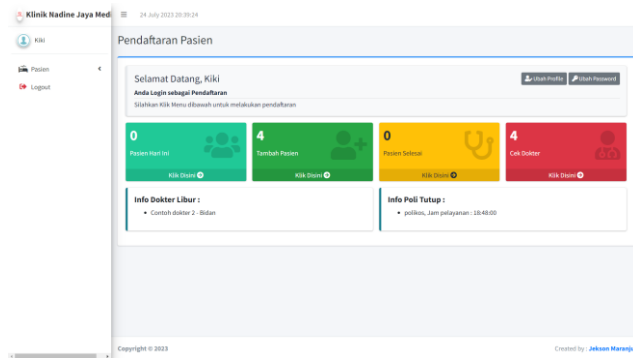 Klinik Nadine Jaya Medi
24 July 2023 20:39:24
Kiki
Pasien
Logout
Pendaftaran Pasien
Selamat Datang, Kiki
Ubah Profile
Ubah Password
Anda Login sebagai Pendaftaran
Silahkan Klik Menu dibawah untuk melakukan pendaftaran
0
Pasien Hari Ini
Klik Disini
4
Tambah Pasien
Klik Disini
0
Pasien Selesai
Klik Disini
4
Cek Dokter
Klik Disini
Info Dokter Libur :
Contoh dokter 2 - Bidan
Info Poli Tutup :
polikos, Jam pelayanan : 18:48:00
Copyright © 2023
Created by : Jekson Maranju